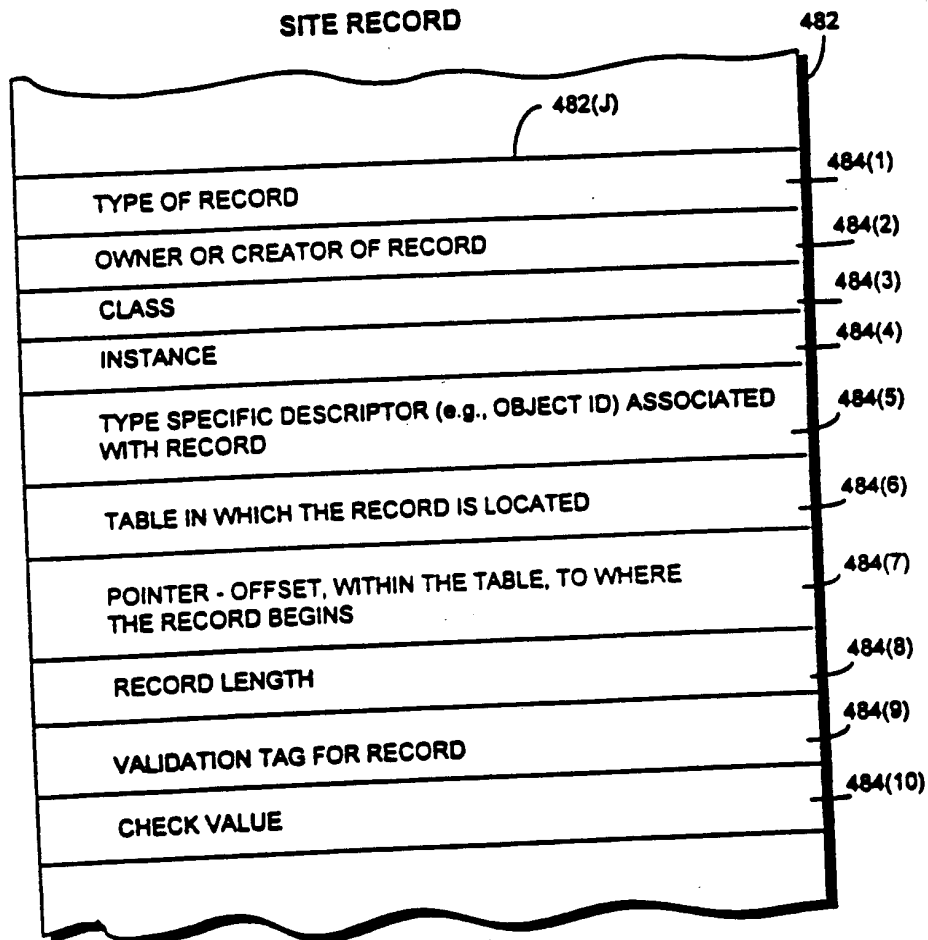 SITE RECORD
482
482(J)
TYPE OF RECORD
484(1)
OWNER OR CREATOR OF RECORD
484(2)
CLASS
484(3)
INSTANCE
484(4)
TYPE SPECIFIC DESCRIPTOR (e.g., OBJECT ID) ASSOCIATED
WITH RECORD
484(5)
TABLE IN WHICH THE RECORD IS LOCATED
484(6)
POINTER - OFFSET, WITHIN THE TABLE, TO WHERE
THE RECORD BEGINS
484(7)
RECORD LENGTH
484(8)
VALIDATION TAG FOR RECORD
484(9)
CHECK VALUE
484(10)